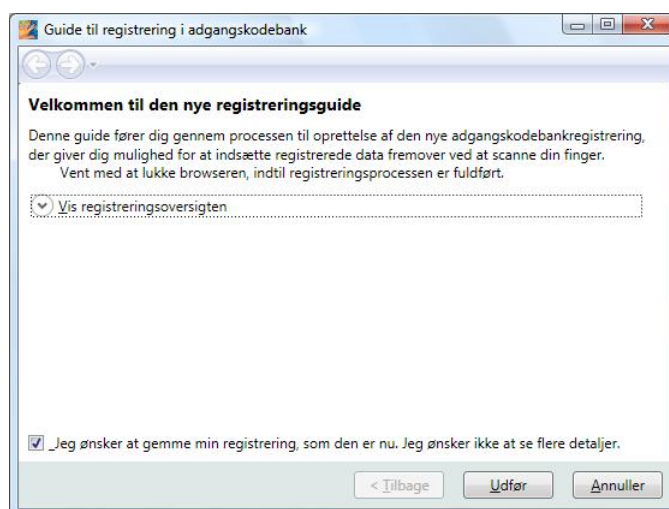 Guide til registrering i adgangskodebank
Velkommen til den nye registreringsguide
Denne guide fører dig gennem processen til oprettelse af den nye adgangskodebankregistrering,
der giver dig mulighed for at indsætte registrerede data fremover ved at scanne din finger.
Vent med at lukke browseren, indtil registreringsprocessen er fuldført.
Vis registreringsoversigten
_Jeg ønsker at gemme min registrering, som den er nu. Jeg ønsker ikke at se flere detaljer.
< Tilbage
Udfør
Annuller